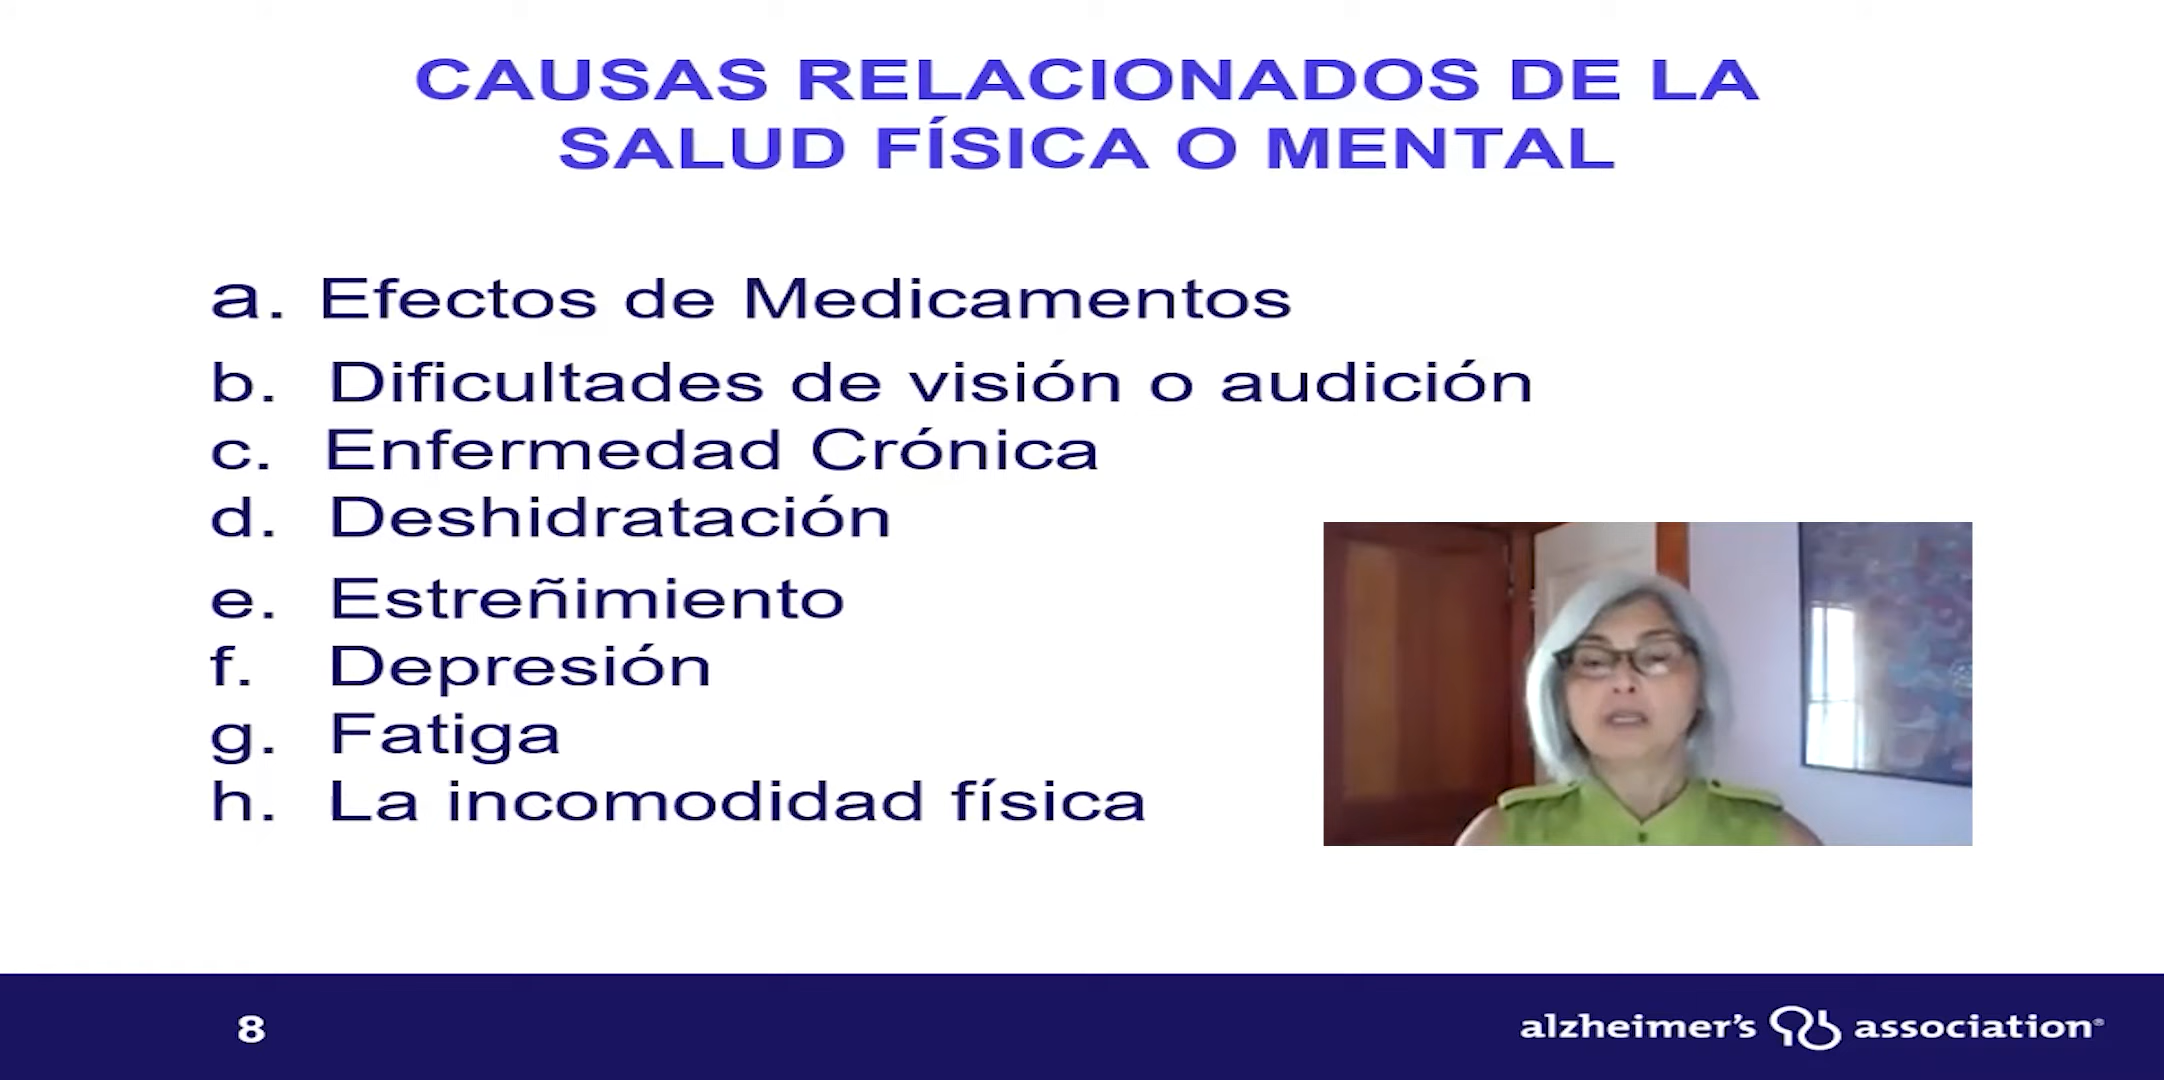 CAUSAS RELACIONADOS DE LA
SALUD FÍSICA O MENTAL
a. Efectos de Medicamentos
b. Dificultades de visión o audición
c. Enfermedad Crónica
d. Deshidratación
e. Estreñimiento
f. Depresión
g. Fatiga
h. La incomodidad física
8
alzheimer's association®